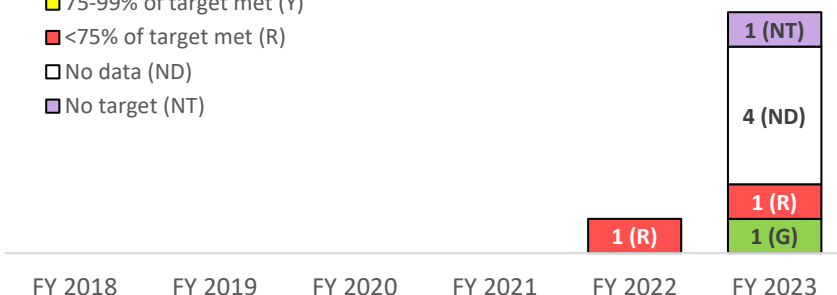 75-99% of target met (Y)
<75% of target met (R)
No data (ND)
No target (NT)
1 (NT)
4 (ND)
1 (R)
1 (R)
1 (G)
FY 2018
FY 2019
FY 2020
FY 2021
FY 2022
FY 2023